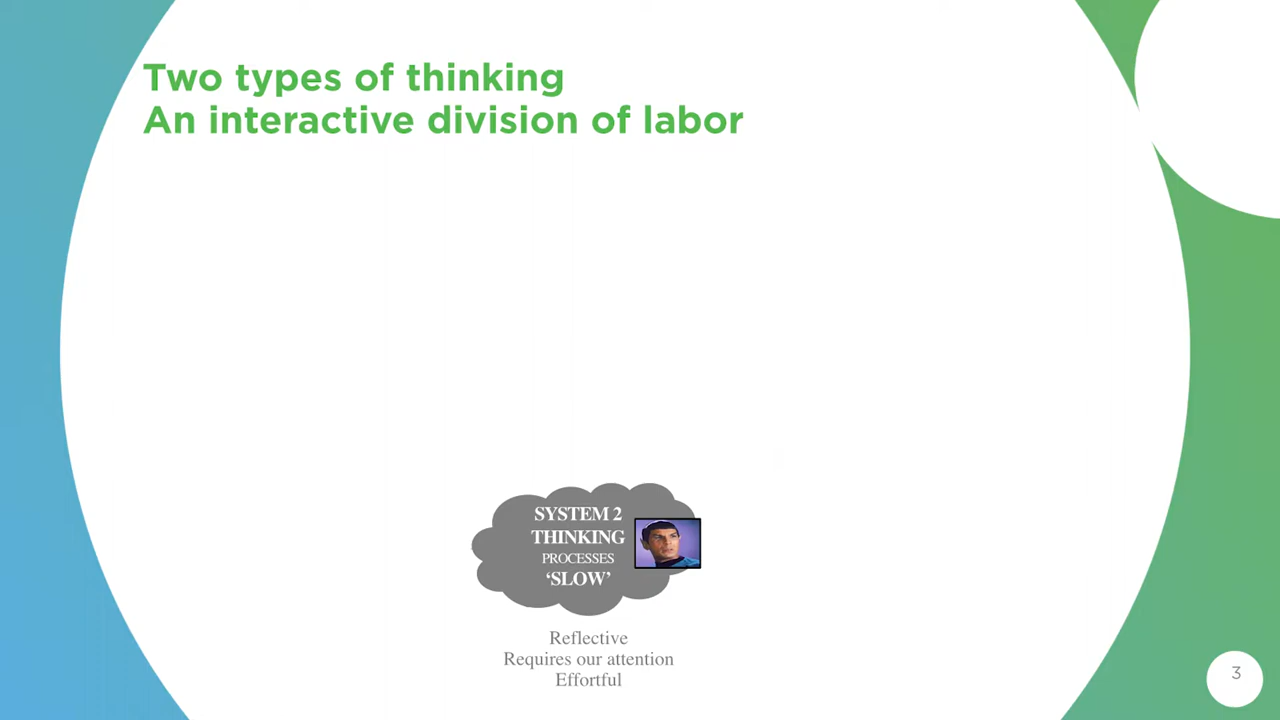 Two types of thinking
An interactive division of labor
SYSTEM 2
THINKING
PROCESSES
‘SLOW’
Reflective
Requires our attention
Effortful
3